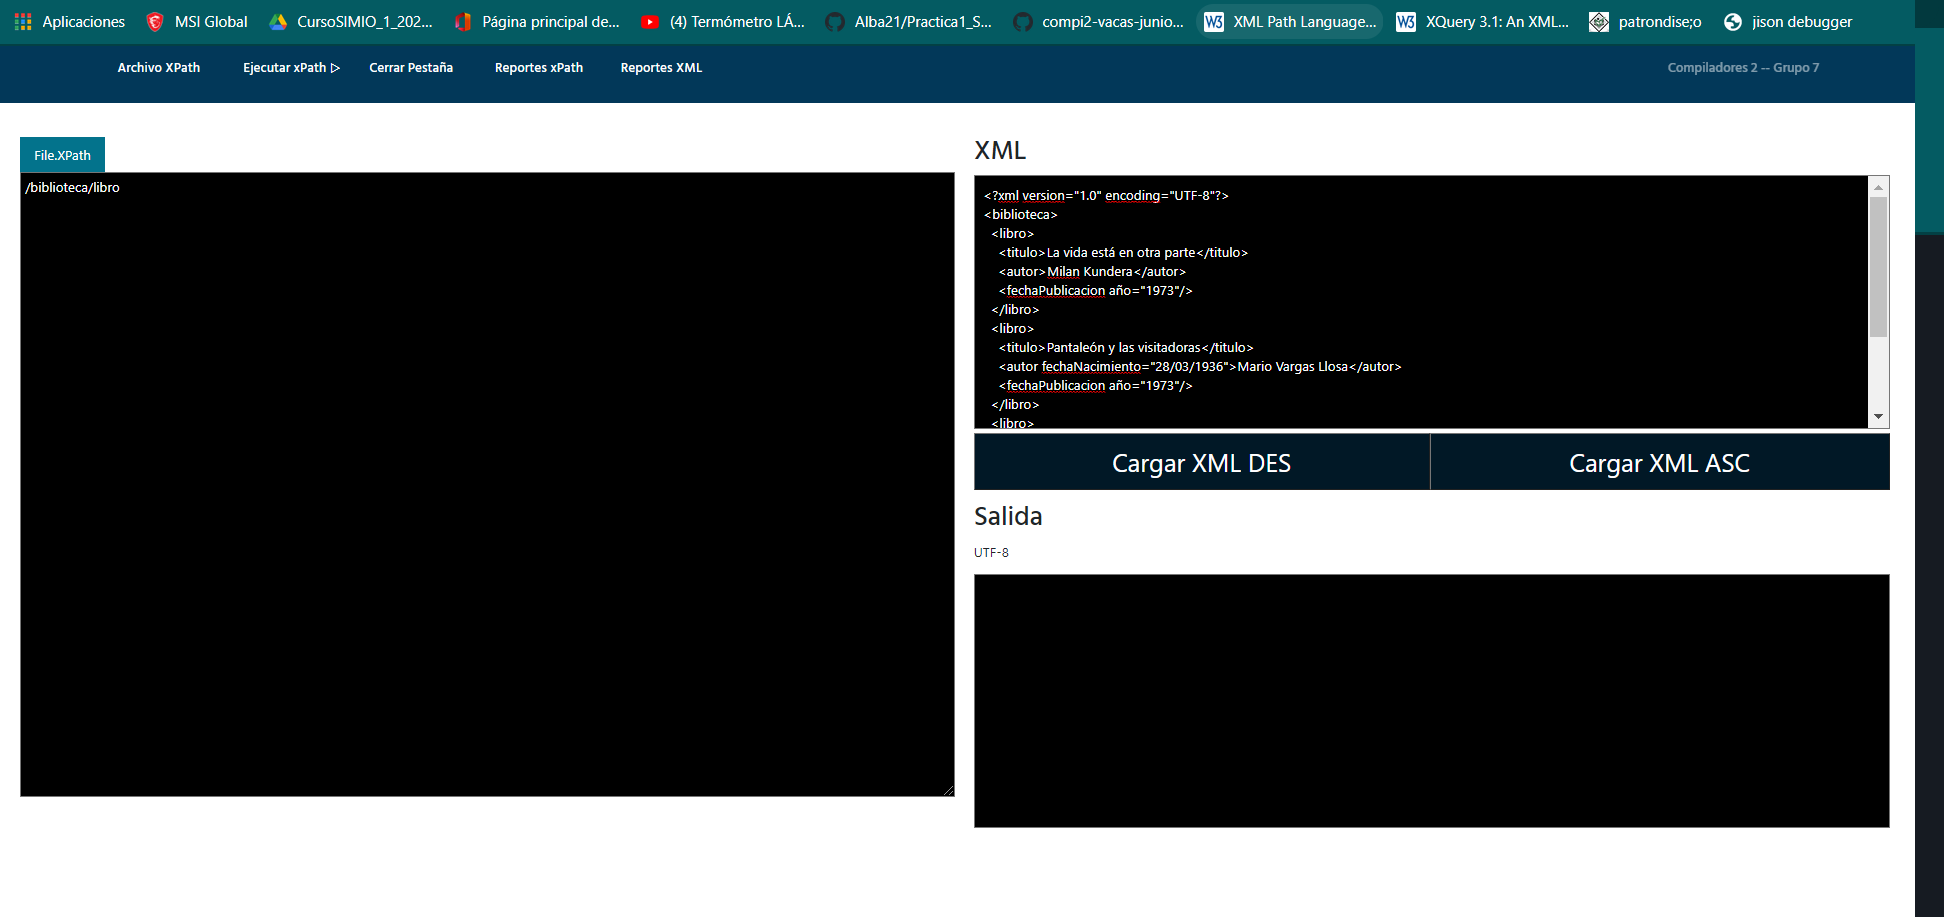 Aplicaciones MSI Global CursoSIMIO_1_202... Página principal de... (4) Termómetro LÁ... Alba21/Practica1_S... compi2-vacas-junio... W3 XML Path Language... W3 XQuery 3.1: An XML... patrondise;o jison debugger
Archivo XPath Ejecutar xPath ▷ Cerrar Pestaña Reportes xPath Reportes XML Compiladores 2 -- Grupo 7
File.XPath
/biblioteca/libro
XML
<?xml version="1.0" encoding="UTF-8"?>
<biblioteca>
<libro>
<titulo>La vida está en otra parte</titulo>
<autor>Milan Kundera</autor>
<fechaPublicacion año="1973"/>
</libro>
<libro>
<titulo>Pantaleón y las visitadoras</titulo>
<autor fechaNacimiento="28/03/1936">Mario Vargas Llosa</autor>
<fechaPublicacion año="1973"/>
</libro>
<libro>
Cargar XML DES Cargar XML ASC
Salida
UTF-8